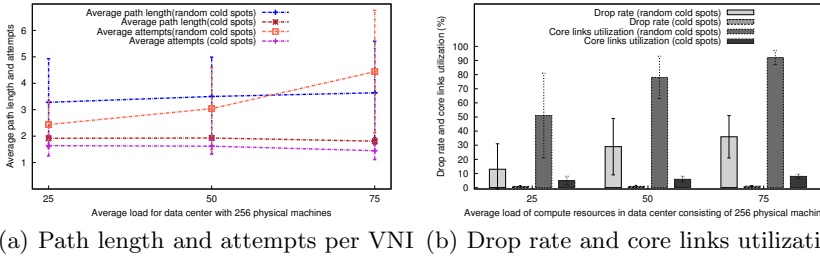 Average path length(random cold spots)
Average path length(cold spots)
Average attempts(random cold spots)
Average attempts (cold spots)
Average path length and attempts
6
5
4
3
2
1
25
50
75
Average load for data center with 256 physical machines
(a) Path length and attempts per VNI
Drop rate (random cold spots)
Drop rate (cold spots)
Core links utilization (random cold spots)
Core links utilization (cold spots)
Drop rate and core links utilization (%)
100
90
80
70
60
50
40
30
20
10
0
25
50
75
Average load of compute resources in data center consisting of 256 physical machin
(b) Drop rate and core links utilizati